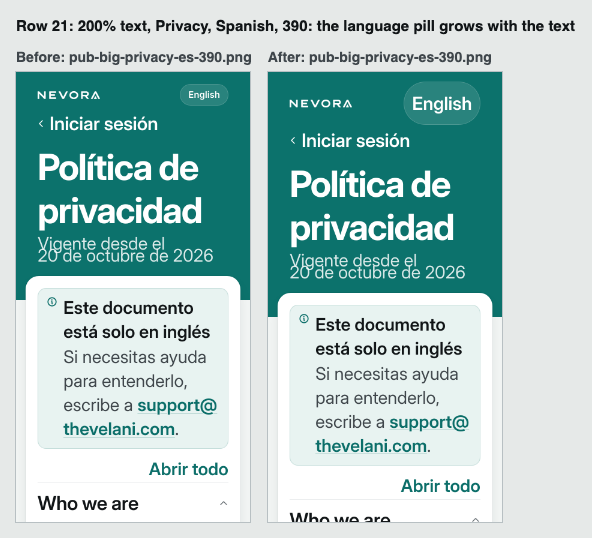 Row 21: 200% text, Privacy, Spanish, 390: the language pill grows with the text
Before: pub-big-privacy-es-390.png
NEVORA
English
‹ Iniciar sesión
Política de
privacidad
Vigente desde el
20 de octubre de 2026
Este documento
está solo en inglés
Si necesitas ayuda
para entenderlo,
escribe a support@
thevelani.com.
Abrir todo
Who we are
After: pub-big-privacy-es-390.png
NEVORA
English
‹ Iniciar sesión
Política de
privacidad
Vigente desde el
20 de octubre de 2026
Este documento
está solo en inglés
Si necesitas ayuda
para entenderlo,
escribe a support@
thevelani.com.
Abrir todo
Who we are